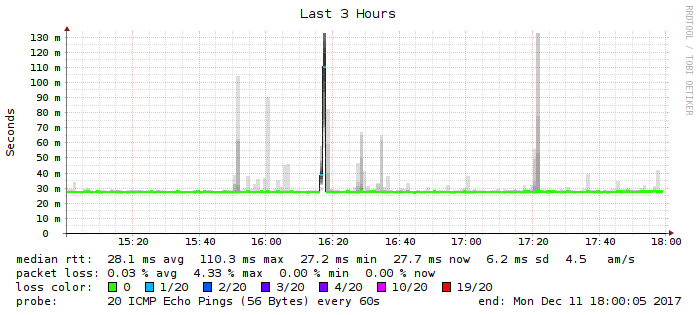 Last 3 Hours
RRDTOOL / TOBI OETIKER
Seconds
130 m
120 m
110 m
100 m
90 m
80 m
70 m
60 m
50 m
40 m
30 m
20 m
10 m
0
15:20 15:40 16:00 16:20 16:40 17:00 17:20 17:40 18:00
median rtt: 28.1 ms avg 110.3 ms max 27.2 ms min 27.7 ms now 6.2 ms sd 4.5 am/s
packet loss: 0.03 % avg 4.33 % max 0.00 % min 0.00 % now
loss color: 0 1/20 2/20 3/20 4/20 10/20 19/20
probe: 20 ICMP Echo Pings (56 Bytes) every 60s end: Mon Dec 11 18:00:05 2017